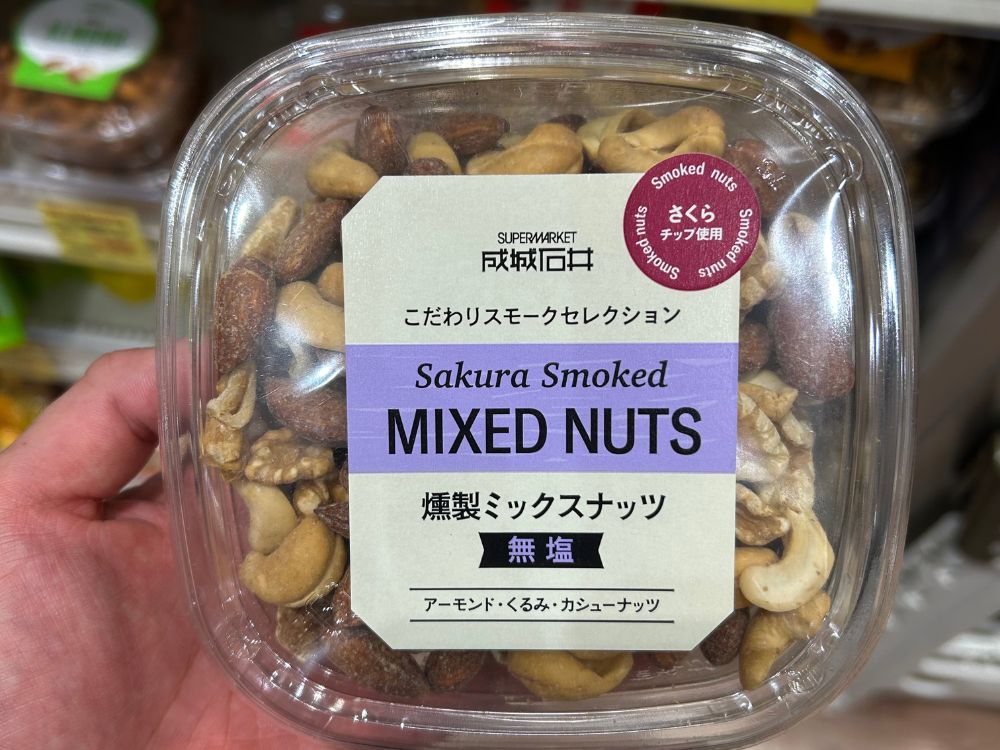 ALMOND
SUPERMARKET
成城石井
Smoked nuts
さくら
チップ使用
Smoked nuts
Smoked nuts
こだわりスモークセレクション
Sakura Smoked
MIXED NUTS
燻製ミックスナッツ
無塩
アーモンド・くるみ・カシューナッツ